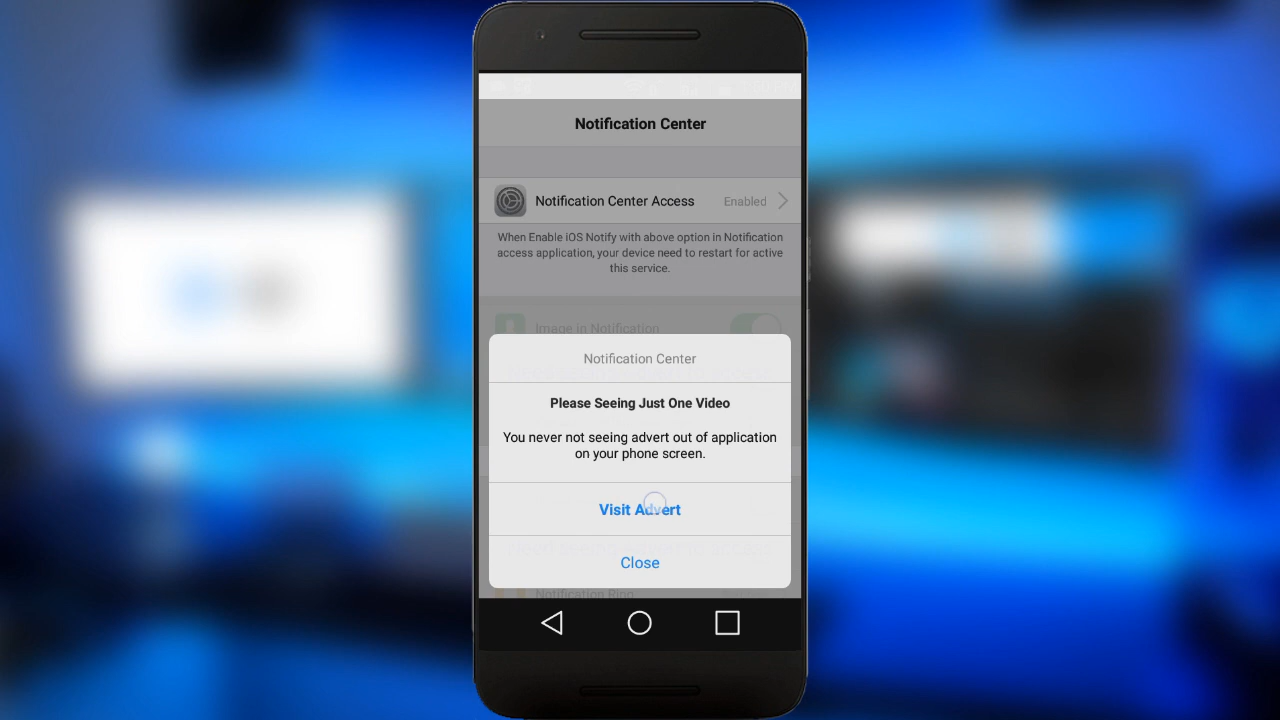 Notification Center
Notification Center Access
Enabled
When Enable iOS Notify with above option in Notification
access application, your device need to restart for active
this service.
Image in Notification
Notification Center
Please Seeing Just One Video
You never not seeing advert out of application
on your phone screen.
Visit Advert
Close
Notification Ring